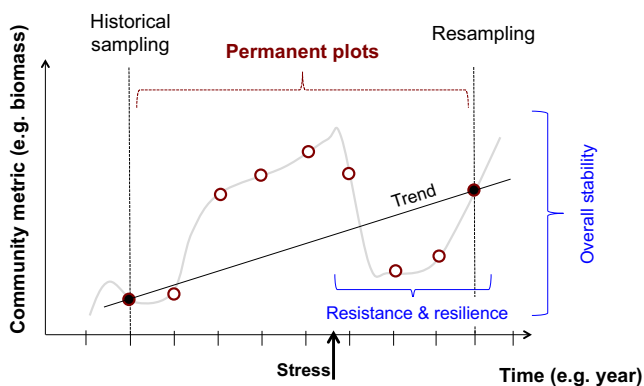 Historical
sampling
Resampling
Permanent plots
Community metric (e.g. biomass)
Trend
Overall stability
Resistance & resilience
Stress
Time (e.g. year)